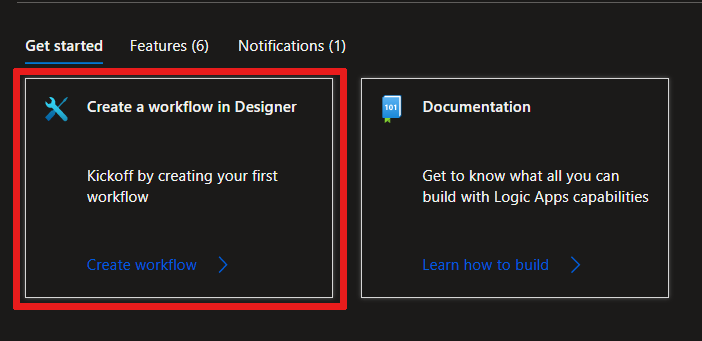 Get started
Features (6)
Notifications (1)
Create a workflow in Designer
Kickoff by creating your first
workflow
Create workflow
101
Documentation
Get to know what all you can
build with Logic Apps capabilities
Learn how to build